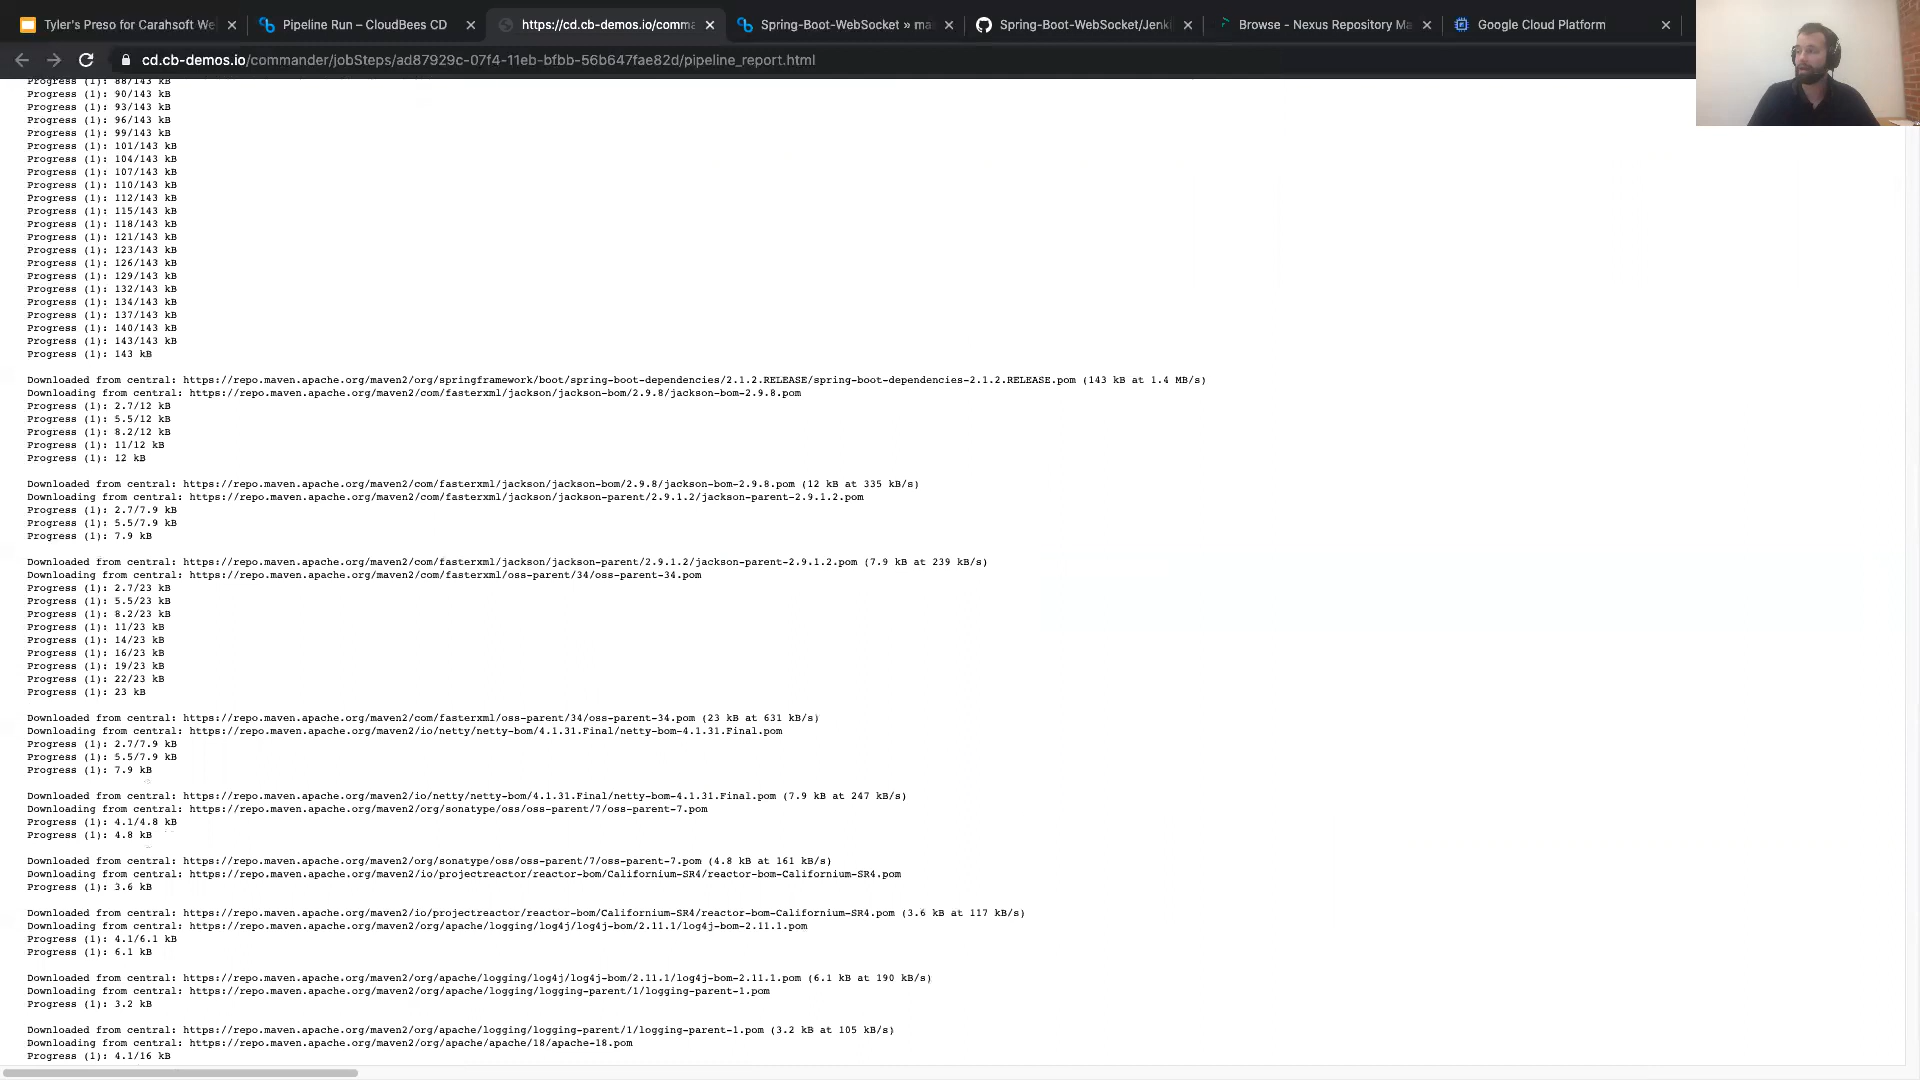 Tyler's Preso for Carahsoft We
Pipeline Run – CloudBees CD
https://cd.cb-demos.io/comma
Spring-Boot-WebSocket » ma
Spring-Boot-WebSocket/Jenki
Browse - Nexus Repository Ma
Google Cloud Platform
cd.cb-demos.io/commander/jobSteps/ad87929c-07f4-11eb-bfbb-56b647fae82d/pipeline_report.html
Progress (1): 88/143 kB
Progress (1): 90/143 kB
Progress (1): 93/143 kB
Progress (1): 96/143 kB
Progress (1): 99/143 kB
Progress (1): 101/143 kB
Progress (1): 104/143 kB
Progress (1): 107/143 kB
Progress (1): 110/143 kB
Progress (1): 112/143 kB
Progress (1): 115/143 kB
Progress (1): 118/143 kB
Progress (1): 121/143 kB
Progress (1): 123/143 kB
Progress (1): 126/143 kB
Progress (1): 129/143 kB
Progress (1): 132/143 kB
Progress (1): 134/143 kB
Progress (1): 137/143 kB
Progress (1): 140/143 kB
Progress (1): 143/143 kB
Progress (1): 143 kB
Downloaded from central: https://repo.maven.apache.org/maven2/org/springframework/boot/spring-boot-dependencies/2.1.2.RELEASE/spring-boot-dependencies-2.1.2.RELEASE.pom (143 kB at 1.4 MB/s)
Downloading from central: https://repo.maven.apache.org/maven2/com/fasterxml/jackson/jackson-bom/2.9.8/jackson-bom-2.9.8.pom
Progress (1): 2.7/12 kB
Progress (1): 5.5/12 kB
Progress (1): 8.2/12 kB
Progress (1): 11/12 kB
Progress (1): 12 kB
Downloaded from central: https://repo.maven.apache.org/maven2/com/fasterxml/jackson/jackson-bom/2.9.8/jackson-bom-2.9.8.pom (12 kB at 335 kB/s)
Downloading from central: https://repo.maven.apache.org/maven2/com/fasterxml/jackson/jackson-parent/2.9.1.2/jackson-parent-2.9.1.2.pom
Progress (1): 2.7/7.9 kB
Progress (1): 5.5/7.9 kB
Progress (1): 7.9 kB
Downloaded from central: https://repo.maven.apache.org/maven2/com/fasterxml/jackson/jackson-parent/2.9.1.2/jackson-parent-2.9.1.2.pom (7.9 kB at 239 kB/s)
Downloading from central: https://repo.maven.apache.org/maven2/com/fasterxml/oss-parent/34/oss-parent-34.pom
Progress (1): 2.7/23 kB
Progress (1): 5.5/23 kB
Progress (1): 8.2/23 kB
Progress (1): 11/23 kB
Progress (1): 14/23 kB
Progress (1): 16/23 kB
Progress (1): 19/23 kB
Progress (1): 22/23 kB
Progress (1): 23 kB
Downloaded from central: https://repo.maven.apache.org/maven2/com/fasterxml/oss-parent/34/oss-parent-34.pom (23 kB at 631 kB/s)
Downloading from central: https://repo.maven.apache.org/maven2/io/netty/netty-bom/4.1.31.Final/netty-bom-4.1.31.Final.pom
Progress (1): 2.7/7.9 kB
Progress (1): 5.5/7.9 kB
Progress (1): 7.9 kB
Downloaded from central: https://repo.maven.apache.org/maven2/io/netty/netty-bom/4.1.31.Final/netty-bom-4.1.31.Final.pom (7.9 kB at 247 kB/s)
Downloading from central: https://repo.maven.apache.org/maven2/org/sonatype/oss/oss-parent/7/oss-parent-7.pom
Progress (1): 4.1/4.8 kB
Progress (1): 4.8 kB
Downloaded from central: https://repo.maven.apache.org/maven2/org/sonatype/oss/oss-parent/7/oss-parent-7.pom (4.8 kB at 161 kB/s)
Downloading from central: https://repo.maven.apache.org/maven2/io/projectreactor/reactor-bom/Californium-SR4/reactor-bom-Californium-SR4.pom
Progress (1): 3.6 kB
Downloaded from central: https://repo.maven.apache.org/maven2/io/projectreactor/reactor-bom/Californium-SR4/reactor-bom-Californium-SR4.pom (3.6 kB at 117 kB/s)
Downloading from central: https://repo.maven.apache.org/maven2/org/apache/logging/log4j/log4j-bom/2.11.1/log4j-bom-2.11.1.pom
Progress (1): 4.1/6.1 kB
Progress (1): 6.1 kB
Downloaded from central: https://repo.maven.apache.org/maven2/org/apache/logging/log4j/log4j-bom/2.11.1/log4j-bom-2.11.1.pom (6.1 kB at 190 kB/s)
Downloading from central: https://repo.maven.apache.org/maven2/org/apache/logging/logging-parent/1/logging-parent-1.pom
Progress (1): 3.2 kB
Downloaded from central: https://repo.maven.apache.org/maven2/org/apache/logging/logging-parent/1/logging-parent-1.pom (3.2 kB at 105 kB/s)
Downloading from central: https://repo.maven.apache.org/maven2/org/apache/apache/18/apache-18.pom
Progress (1): 4.1/16 kB